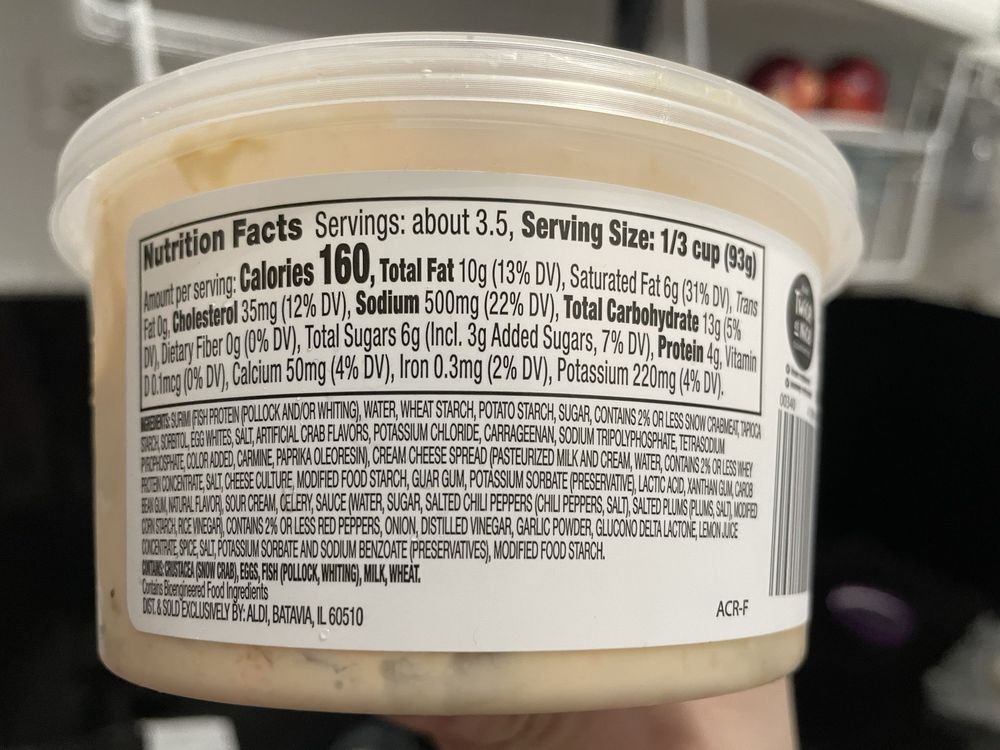 Nutrition Facts Servings: about 3.5, Serving Size: 1/3 cup (93g)
Amount per serving: Calories 160, Total Fat 10g (13% DV), Saturated Fat 6g (31% DV), Trans
Fat 0g, Cholesterol 35mg (12% DV), Sodium 500mg (22% DV), Total Carbohydrate 13g (5%
DV), Dietary Fiber 0g (0% DV), Total Sugars 6g (Incl. 3g Added Sugars, 7% DV), Protein 4g, Vitamin
D 0.1mcg (0% DV), Calcium 50mg (4% DV), Iron 0.3mg (2% DV), Potassium 220mg (4% DV).
INGREDIENTS: SURIMI (FISH PROTEIN (POLLOCK AND/OR WHITING), WATER, WHEAT STARCH, POTATO STARCH, SUGAR, CONTAINS 2% OR LESS SNOW CRABMEAT, TAPIOCA
STARCH, SORBITOL, EGG WHITES, SALT, ARTIFICIAL CRAB FLAVORS, POTASSIUM CHLORIDE, CARRAGEENAN, SODIUM TRIPOLYPHOSPHATE, TETRASODIUM
PYROPHOSPHATE, COLOR ADDED, CARMINE, PAPRIKA OLEORESIN), CREAM CHEESE SPREAD (PASTEURIZED MILK AND CREAM, WATER, CONTAINS 2% OR LESS WHEY
PROTEIN CONCENTRATE, SALT, CHEESE CULTURE, MODIFIED FOOD STARCH, GUAR GUM, POTASSIUM SORBATE (PRESERVATIVE), LACTIC ACID, XANTHAN GUM, CAROB
BEAN GUM, NATURAL FLAVOR), SOUR CREAM, CELERY, SAUCE (WATER, SUGAR, SALTED CHILI PEPPERS (CHILI PEPPERS, SALT), SALTED PLUMS (PLUMS, SALT), MODIFIED
CORN STARCH, RICE VINEGAR), CONTAINS 2% OR LESS RED PEPPERS, ONION, DISTILLED VINEGAR, GARLIC POWDER, GLUCONO DELTA LACTONE, LEMON JUICE
CONCENTRATE, SPICE, SALT, POTASSIUM SORBATE AND SODIUM BENZOATE (PRESERVATIVES), MODIFIED FOOD STARCH.
CONTAINS: CRUSTACEA (SNOW CRAB), EGGS, FISH (POLLOCK, WHITING), MILK, WHEAT.
Contains Bioengineered Food Ingredients
DIST. & SOLD EXCLUSIVELY BY: ALDI, BATAVIA, IL 60510
ACR-F